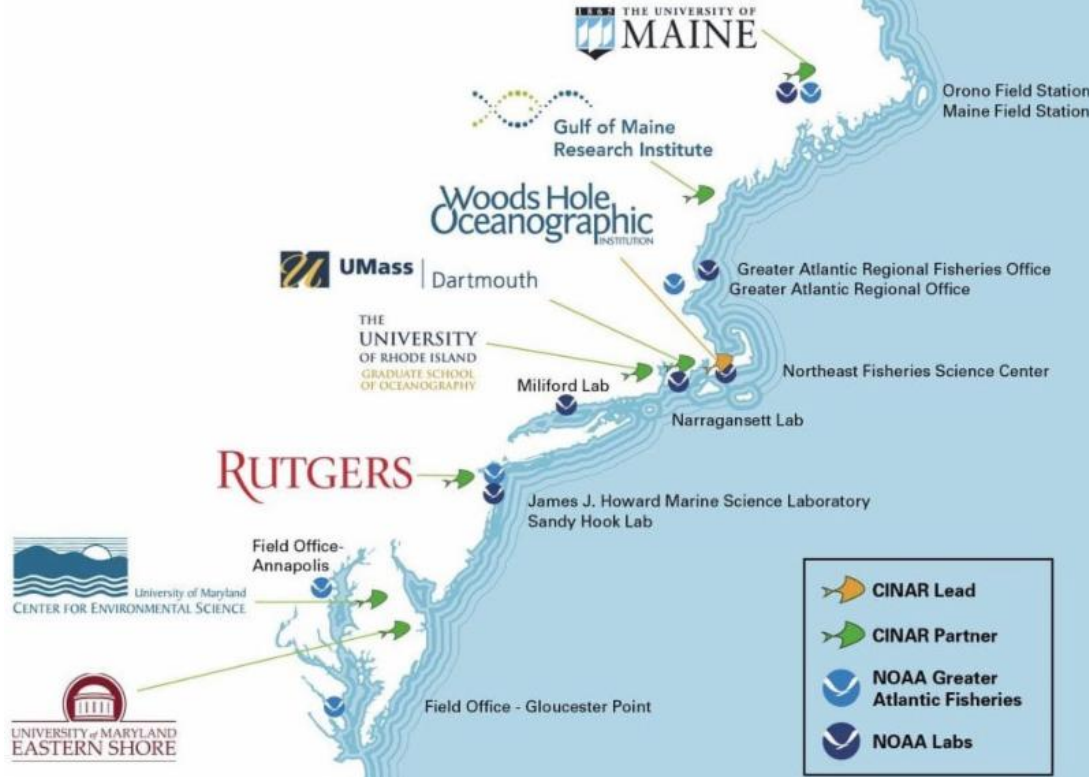 1865 THE UNIVERSITY OF
MAINE
Orono Field Station
Maine Field Station
Gulf of Maine
Research Institute
Woods Hole
Oceanographic
INSTITUTION
UMass | Dartmouth
Greater Atlantic Regional Fisheries Office
Greater Atlantic Regional Office
THE
UNIVERSITY
OF RHODE ISLAND
GRADUATE SCHOOL
OF OCEANOGRAPHY
Miliford Lab
Northeast Fisheries Science Center
Narragansett Lab
RUTGERS
James J. Howard Marine Science Laboratory
Sandy Hook Lab
Field Office-
Annapolis
University of Maryland
CENTER FOR ENVIRONMENTAL SCIENCE
Field Office - Gloucester Point
UNIVERSITY of MARYLAND
EASTERN SHORE
CINAR Lead
CINAR Partner
NOAA Greater
Atlantic Fisheries
NOAA Labs